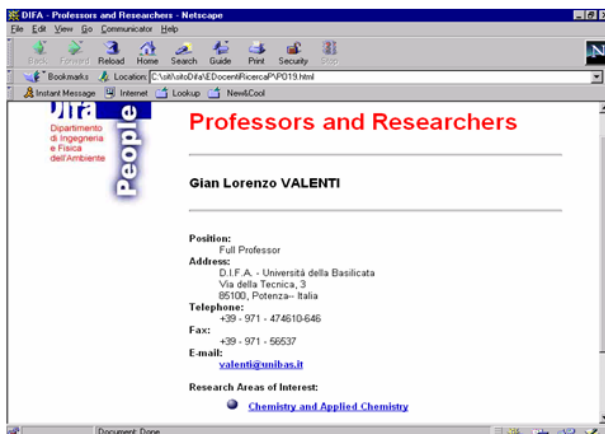 DIFA - Professors and Researchers - Netscape
File Edit View Go Communicator Help
Back Forward Reload Home Search Guide Print Security Stop
N
Bookmarks Location: C:\siti\sitoDifa\EDocentiRicercaP\PO19.html
Instant Message Internet Lookup New&Cool
Difa
Dipartimento
di Ingegneria
e Fisica
dell'Ambiente
People
Professors and Researchers
Gian Lorenzo VALENTI
Position:
Full Professor
Address:
D.I.F.A. - Università della Basilicata
Via della Tecnica, 3
85100, Potenza– Italia
Telephone:
+39 - 971 - 474610-646
Fax:
+39 - 971 - 56537
E-mail:
valenti@unibas.it
Research Areas of Interest:
Chemistry and Applied Chemistry
Document: Done